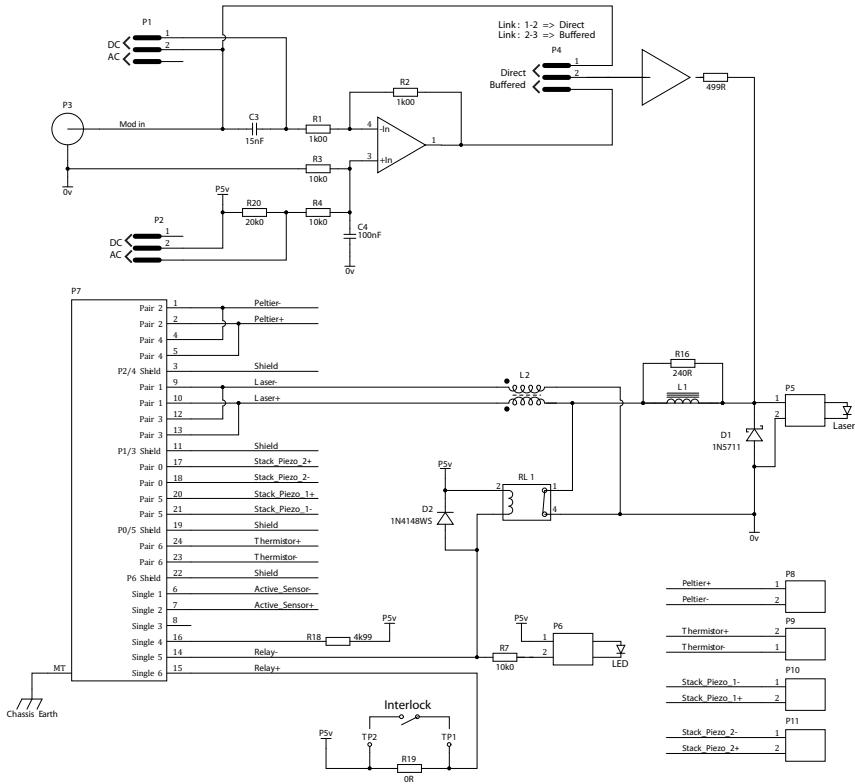 P1
DC
AC
1
2
Link: 1-2 => Direct
Link: 2-3 => Buffered
P4
Direct
Buffered
1
2
499R
P3
Mod in
C3
15nF
R1
1k00
R2
1k00
4
-In
3
+In
1
0v
R3
10k0
P5v
R20
20k0
R4
10k0
C4
100nF
0v
P2
DC
AC
1
2
P7
Pair 2
1
Peltier-
Pair 2
2
Peltier+
Pair 4
4
Pair 4
5
P2/4 Shield
3
Shield
Pair 1
9
Laser-
Pair 1
10
Laser+
Pair 3
12
Pair 3
13
P1/3 Shield
11
Shield
Pair 0
17
Stack_Piezo_2+
Pair 0
18
Stack_Piezo_2-
Pair 5
20
Stack_Piezo_1+
Pair 5
21
Stack_Piezo_1-
P0/5 Shield
19
Shield
Pair 6
24
Thermistor+
Pair 6
23
Thermistor-
P6 Shield
22
Shield
Single 1
6
Active_Sensor-
Single 2
7
Active_Sensor+
Single 3
8
Single 4
16
Single 5
14
Relay-
Single 6
15
Relay+
MT
Chassis Earth
L2
R16
240R
L1
P5
1
2
Laser
D1
1N5711
0v
P5v
RL 1
2
1
4
D2
1N4148WS
R18
4k99
P5v
R7
10k0
P5v
P6
1
2
LED
Interlock
P5v
TP2
TP1
R19
0R
P8
Peltier+
1
Peltier-
2
P9
Thermistor+
2
Thermistor-
1
P10
Stack_Piezo_1-
1
Stack_Piezo_1+
2
P11
Stack_Piezo_2-
1
Stack_Piezo_2+
2